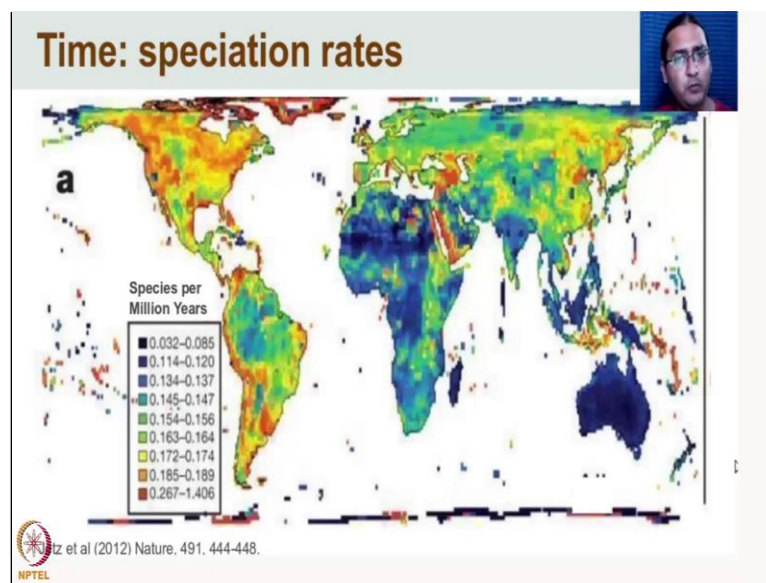 Time: speciation rates
a
Species per
Million Years
0.032–0.085
0.114–0.120
0.134–0.137
0.145–0.147
0.154–0.156
0.163–0.164
0.172–0.174
0.185–0.189
0.267–1.406
et al (2012) Nature. 491. 444-448.
NPTEL